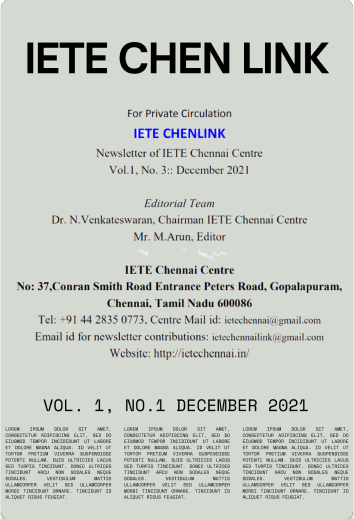 IETE CHEN LINK
For Private Circulation
IETE CHENLINK
Newsletter of IETE Chennai Centre
Vol.1, No. 3:: December 2021
Editorial Team
Dr. N.Venkateswaran, Chairman IETE Chennai Centre
Mr. M.Arun, Editor
IETE Chennai Centre
No: 37,Conran Smith Road Entrance Peters Road, Gopalapuram,
Chennai, Tamil Nadu 600086
Tel: +91 44 2835 0773, Centre Mail id: ietechennai@gmail.com
Email id for newsletter contributions: ietechennailink@gmail.com
Website: http://ietechennai.in/
VOL. 1, NO.1 DECEMBER 2021
LOREM IPSUM DOLOR SIT AMET,
CONSECTETUR ADIPISCING ELIT, SED DO
EIUSMOD TEMPOR INCIDIDUNT UT LABORE
ET DOLORE MAGNA ALIQUA. ID VELIT UT
TORTOR PRETIUM VIVERRA SUSPENDISSE
POTENTI NULLAM. DUIS ULTRICIES LACUS
SED TURPIS TINCIDUNT. DONEC ULTRICES
TINCIDUNT ARCU NON SODALES NEQUE
SODALES. VESTIBULUM MATTIS
ULLAMCORPER VELIT SED ULLAMCORPER
MORBI TINCIDUNT ORNARE. TINCIDUNT ID
ALIQUET RISUS FEUGIAT.
LOREM IPSUM DOLOR SIT AMET,
CONSECTETUR ADIPISCING ELIT, SED DO
EIUSMOD TEMPOR INCIDIDUNT UT LABORE
ET DOLORE MAGNA ALIQUA. ID VELIT UT
TORTOR PRETIUM VIVERRA SUSPENDISSE
POTENTI NULLAM. DUIS ULTRICIES LACUS
SED TURPIS TINCIDUNT. DONEC ULTRICES
TINCIDUNT ARCU NON SODALES NEQUE
SODALES. VESTIBULUM MATTIS
ULLAMCORPER VELIT SED ULLAMCORPER
MORBI TINCIDUNT ORNARE. TINCIDUNT ID
ALIQUET RISUS FEUGIAT.
LOREM IPSUM DOLOR SIT AMET,
CONSECTETUR ADIPISCING ELIT, SED DO
EIUSMOD TEMPOR INCIDIDUNT UT LABORE
ET DOLORE MAGNA ALIQUA. ID VELIT UT
TORTOR PRETIUM VIVERRA SUSPENDISSE
POTENTI NULLAM. DUIS ULTRICIES LACUS
SED TURPIS TINCIDUNT. DONEC ULTRICES
TINCIDUNT ARCU NON SODALES NEQUE
SODALES. VESTIBULUM MATTIS
ULLAMCORPER VELIT SED ULLAMCORPER
MORBI TINCIDUNT ORNARE. TINCIDUNT ID
ALIQUET RISUS FEUGIAT.